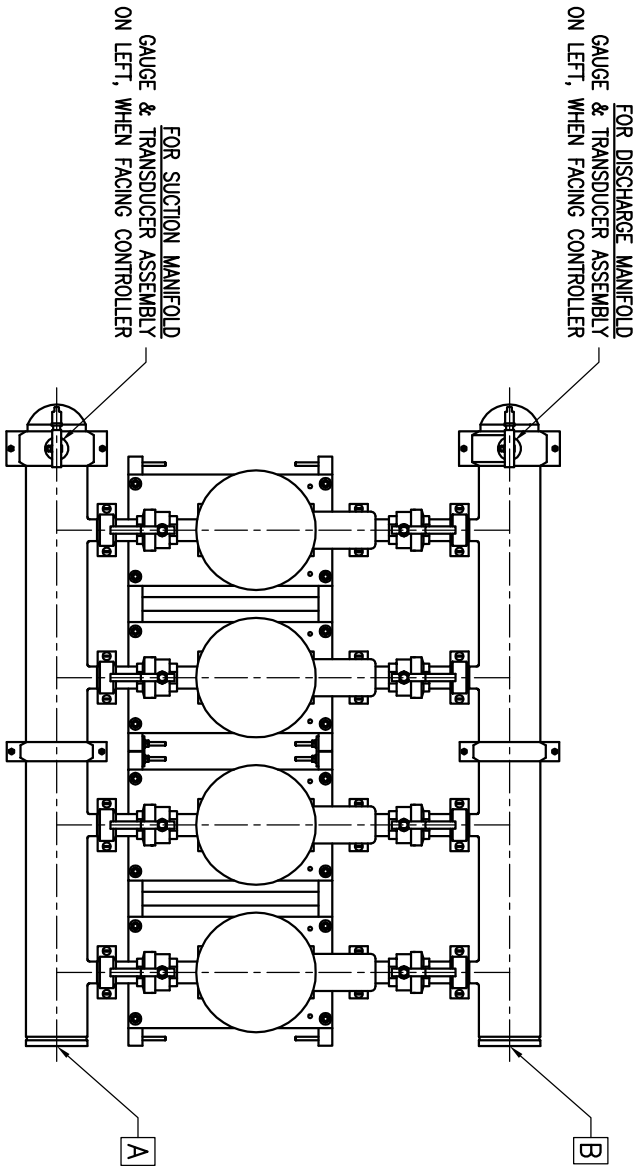 FOR DISCHARGE MANIFOLD
GAUGE & TRANSDUCER ASSEMBLY
ON LEFT, WHEN FACING CONTROLLER
B
FOR SUCTION MANIFOLD
GAUGE & TRANSDUCER ASSEMBLY
ON LEFT, WHEN FACING CONTROLLER
A